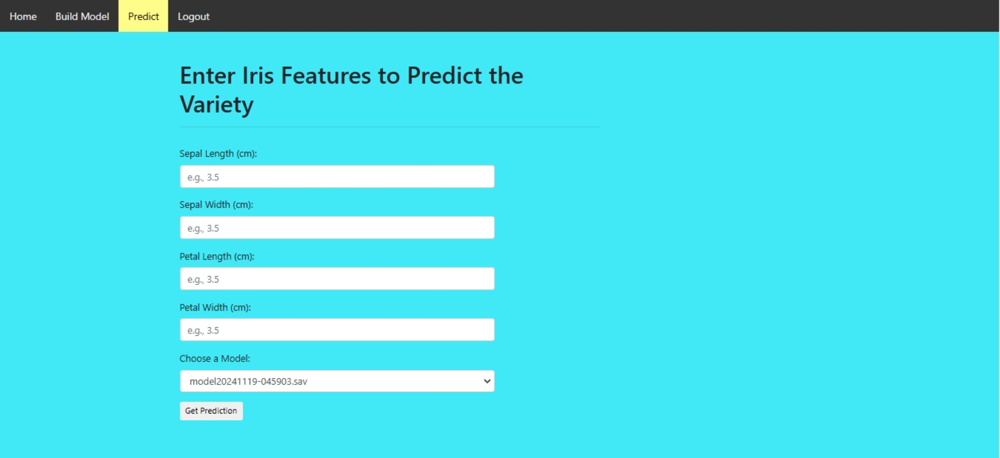 Home Build Model Predict Logout
Enter Iris Features to Predict the
Variety
Sepal Length (cm):
e.g., 3.5
Sepal Width (cm):
e.g., 3.5
Petal Length (cm):
e.g., 3.5
Petal Width (cm):
e.g., 3.5
Choose a Model:
model20241119-045903.sav
Get Prediction